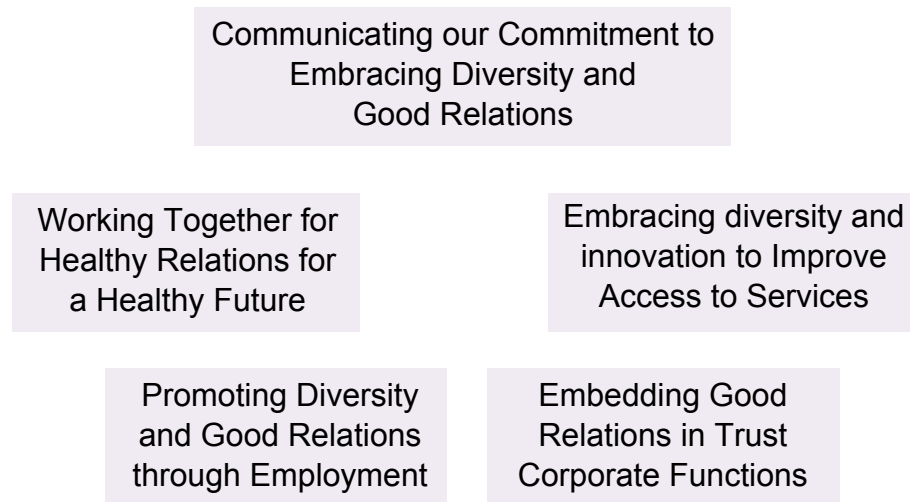 Communicating our Commitment to
Embracing Diversity and
Good Relations
Working Together for
Healthy Relations for
a Healthy Future
Embracing diversity and
innovation to Improve
Access to Services
Promoting Diversity
and Good Relations
through Employment
Embedding Good
Relations in Trust
Corporate Functions